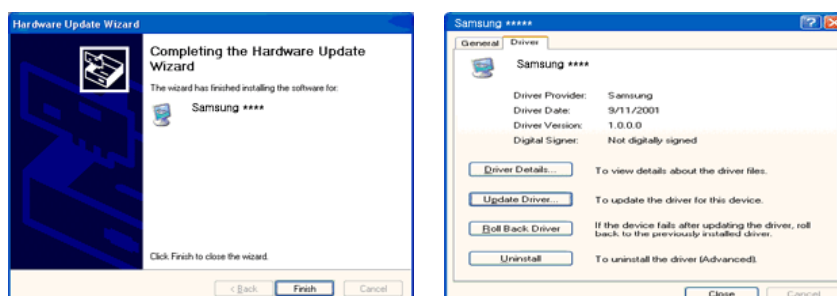 Hardware Update Wizard
Completing the Hardware Update
Wizard
The wizard has finished installing the software for:
Samsung ****
Click Finish to close the wizard.
< Back
Finish
Cancel
Samsung *****
General
Driver
Samsung ****
Driver Provider: Samsung
Driver Date: 9/11/2001
Driver Version: 1.0.0.0
Digital Signer: Not digitally signed
Driver Details... To view details about the driver files.
Update Driver... To update the driver for this device.
Roll Back Driver If the device fails after updating the driver, roll
back to the previously installed driver.
Uninstall To uninstall the driver (Advanced).
Close
Cancel